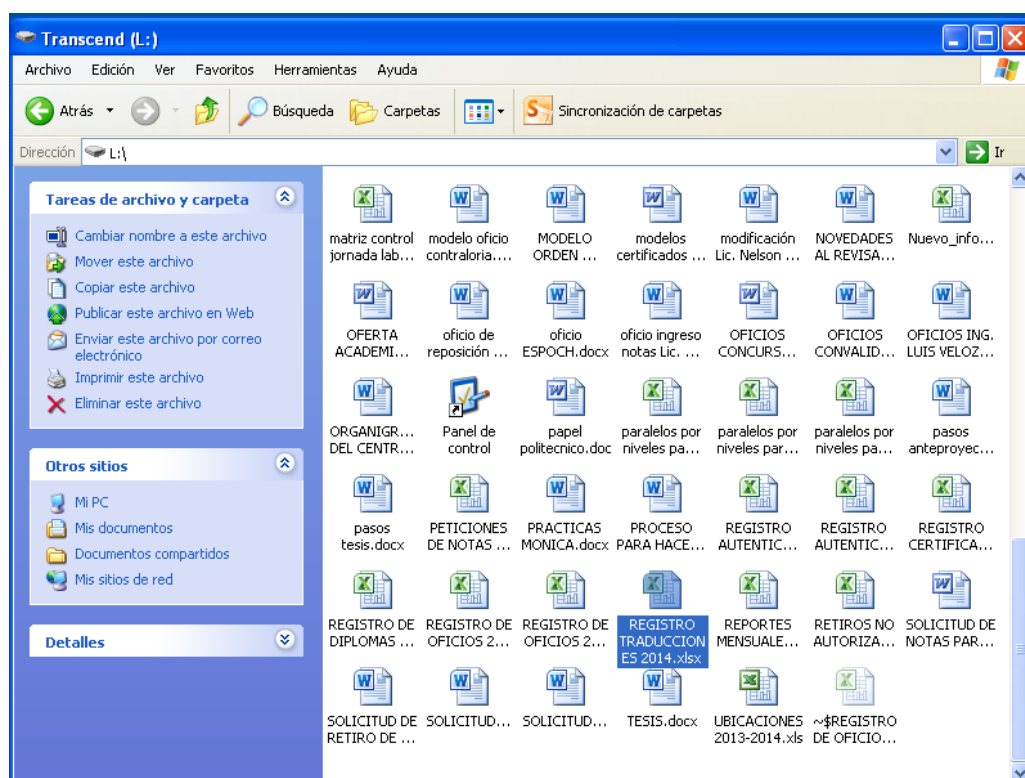 Transcend (L:)
Archivo Edición Ver Favoritos Herramientas Ayuda
Atrás Búsqueda Carpetas Sincronización de carpetas
Dirección L:\ Ir
Tareas de archivo y carpeta
Cambiar nombre a este archivo
Mover este archivo
Copiar este archivo
Publicar este archivo en Web
Enviar este archivo por correo
electrónico
Imprimir este archivo
Eliminar este archivo
Otros sitios
Mi PC
Mis documentos
Documentos compartidos
Mis sitios de red
Detalles
matriz control modelo oficio MODELO modelos modificación NOVEDADES Nuevo_info...
jornada lab... contraloria.... ORDEN ... certificados ... Lic. Nelson ... AL REVISA...
OFERTA oficio de oficio oficio ingreso OFICIOS OFICIOS OFICIOS ING.
ACADEMI... reposición ... ESPOCH.docx notas Lic. ... CONCURS... CONVALID... LUIS VELOZ...
ORGANIGR... Panel de papel paralelos por paralelos por paralelos por pasos
DEL CENTR... control politecnico.doc niveles pa... niveles par... niveles pa... anteproyec...
pasos PETICIONES PRACTICAS PROCESO REGISTRO REGISTRO REGISTRO
tesis.docx DE NOTAS ... MONICA.docx PARA HACE... AUTENTIC... AUTENTIC... CERTIFICA...
REGISTRO DE REGISTRO DE REGISTRO DE REGISTRO REPORTES RETIROS NO SOLICITUD DE
DIPLOMAS ... OFICIOS 2... OFICIOS 2... TRADUCCION MENSUALE... AUTORIZA... NOTAS PAR...
ES 2014.xlsx
SOLICITUD DE SOLICITUD... SOLICITUD... TESIS.docx UBICACIONES ~$REGISTRO
RETIRO DE ... 2013-2014.xls DE OFICIO...